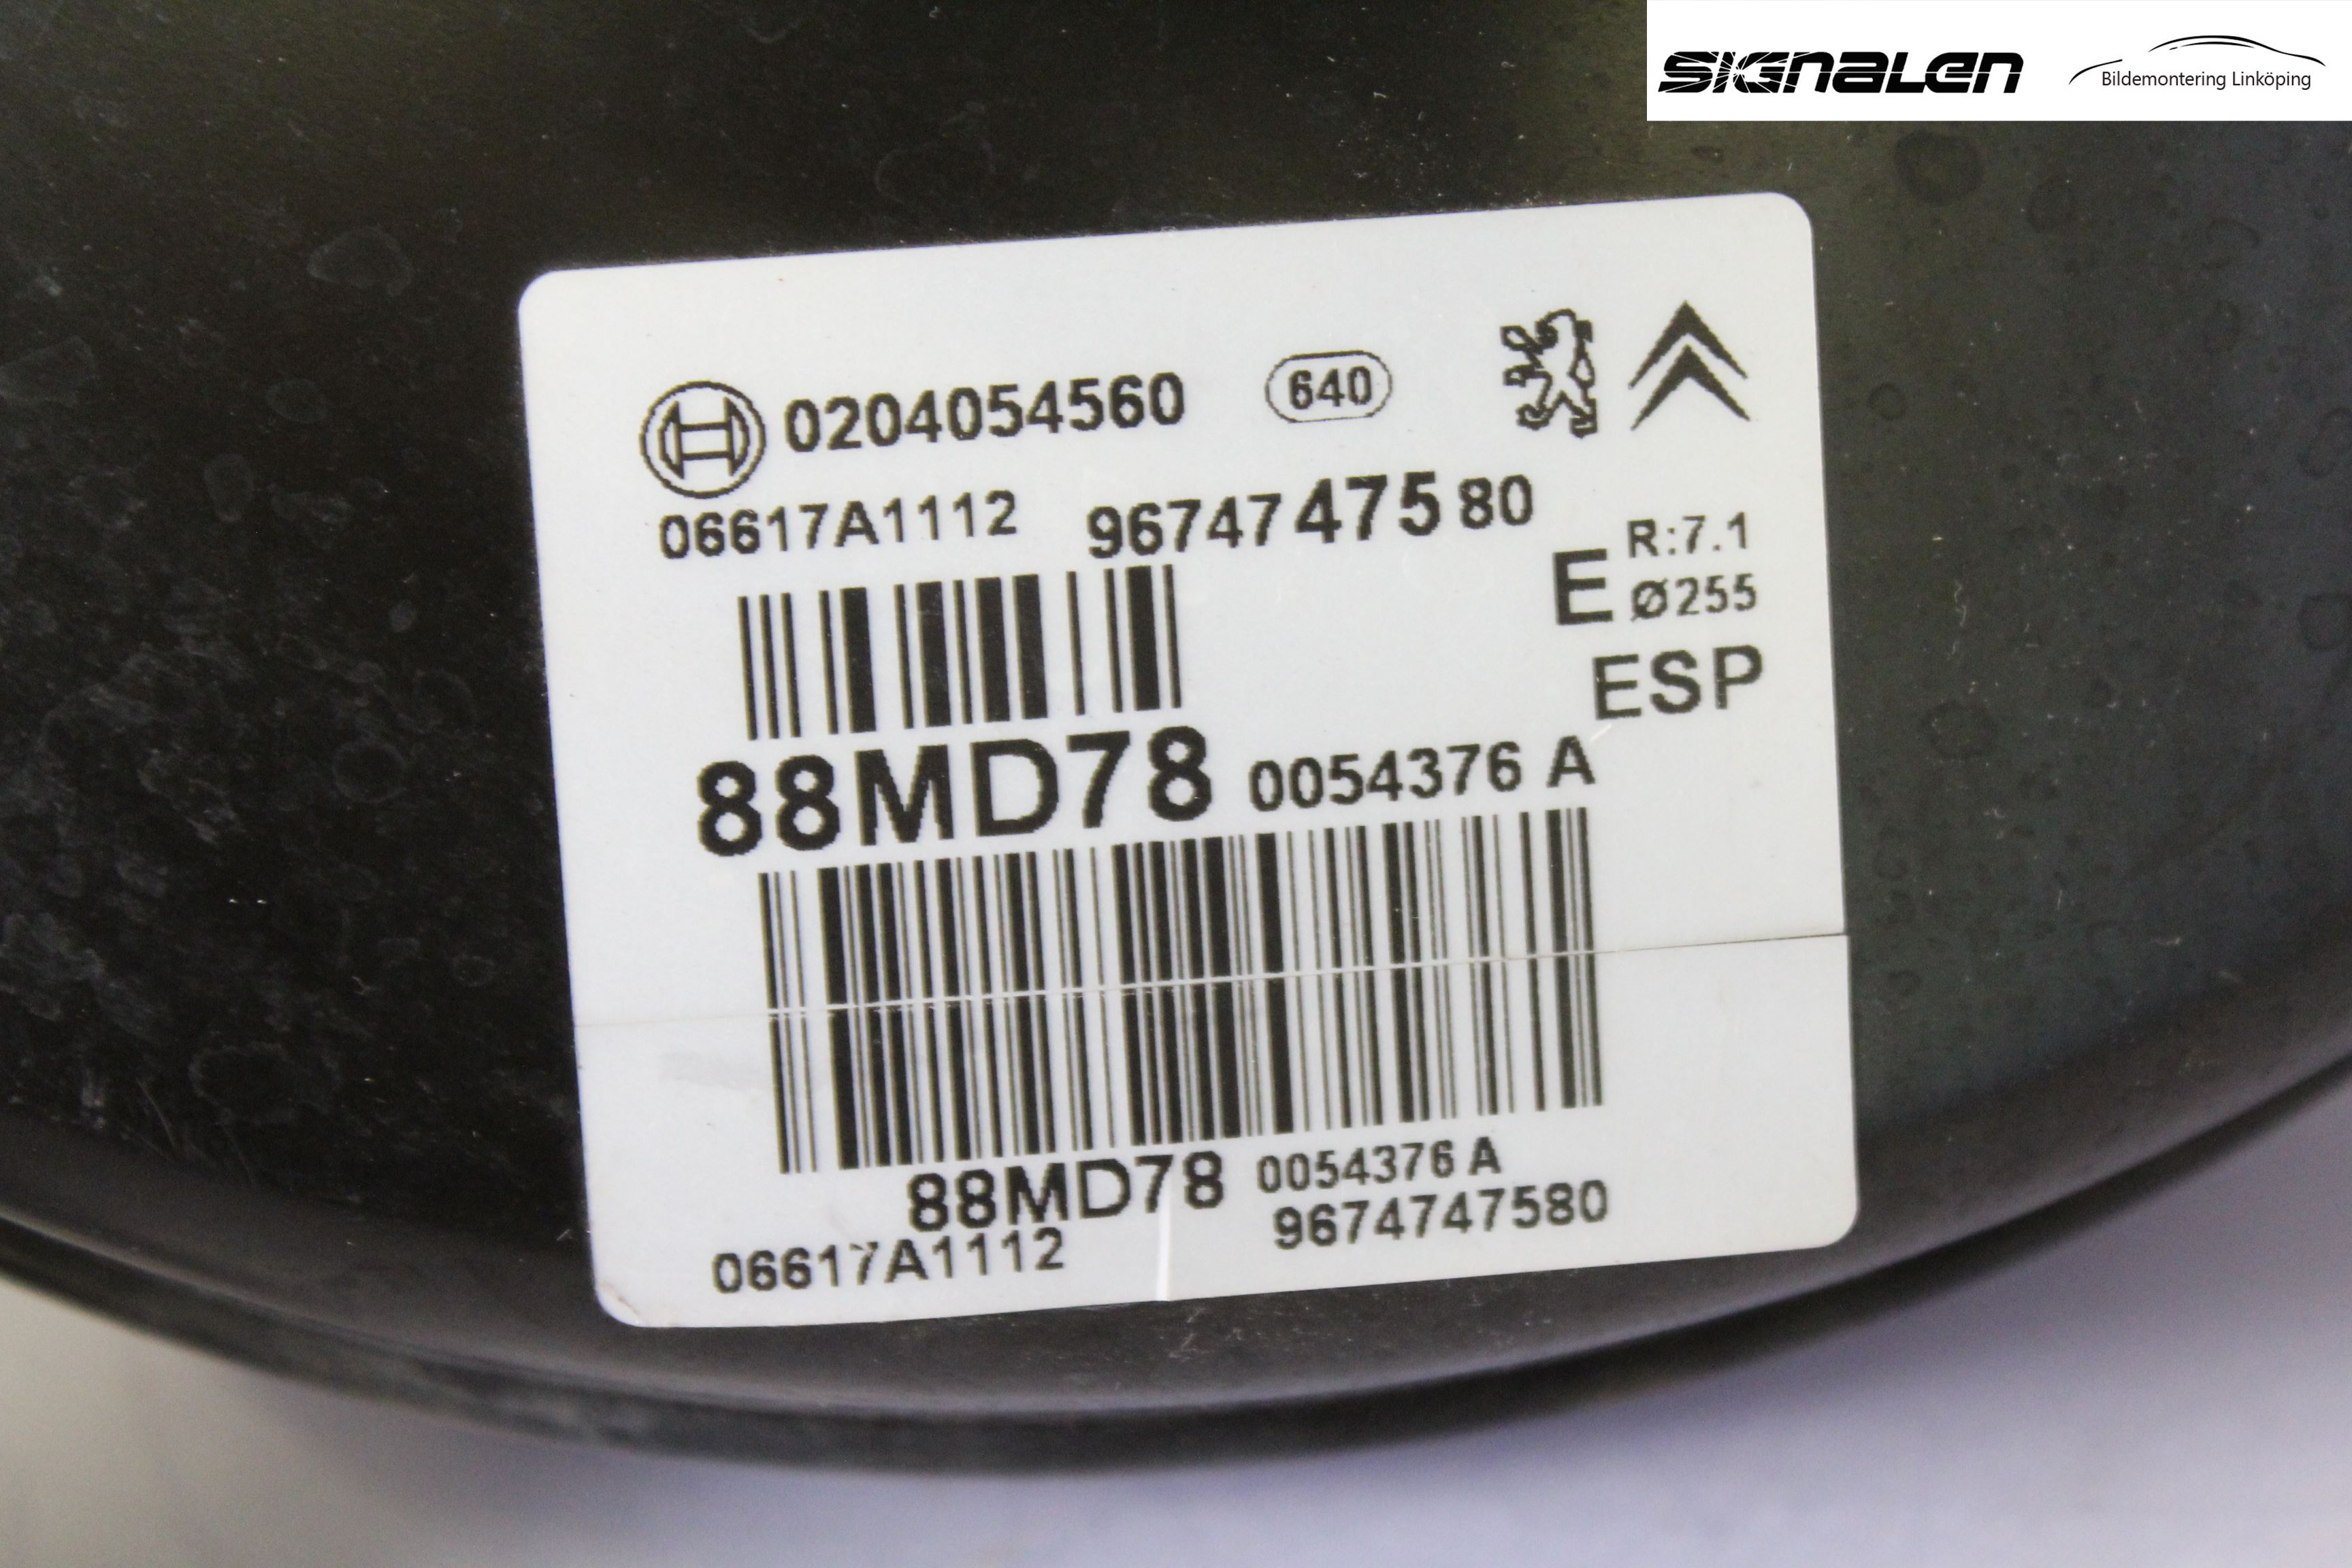 SIGNALEN
Bildemontering Linköping
0204054560 640
06617A1112 9674747580
E R:7.1
Ø255
ESP
88MD78 0054376 A
88MD78 0054376 A
06617A1112 9674747580